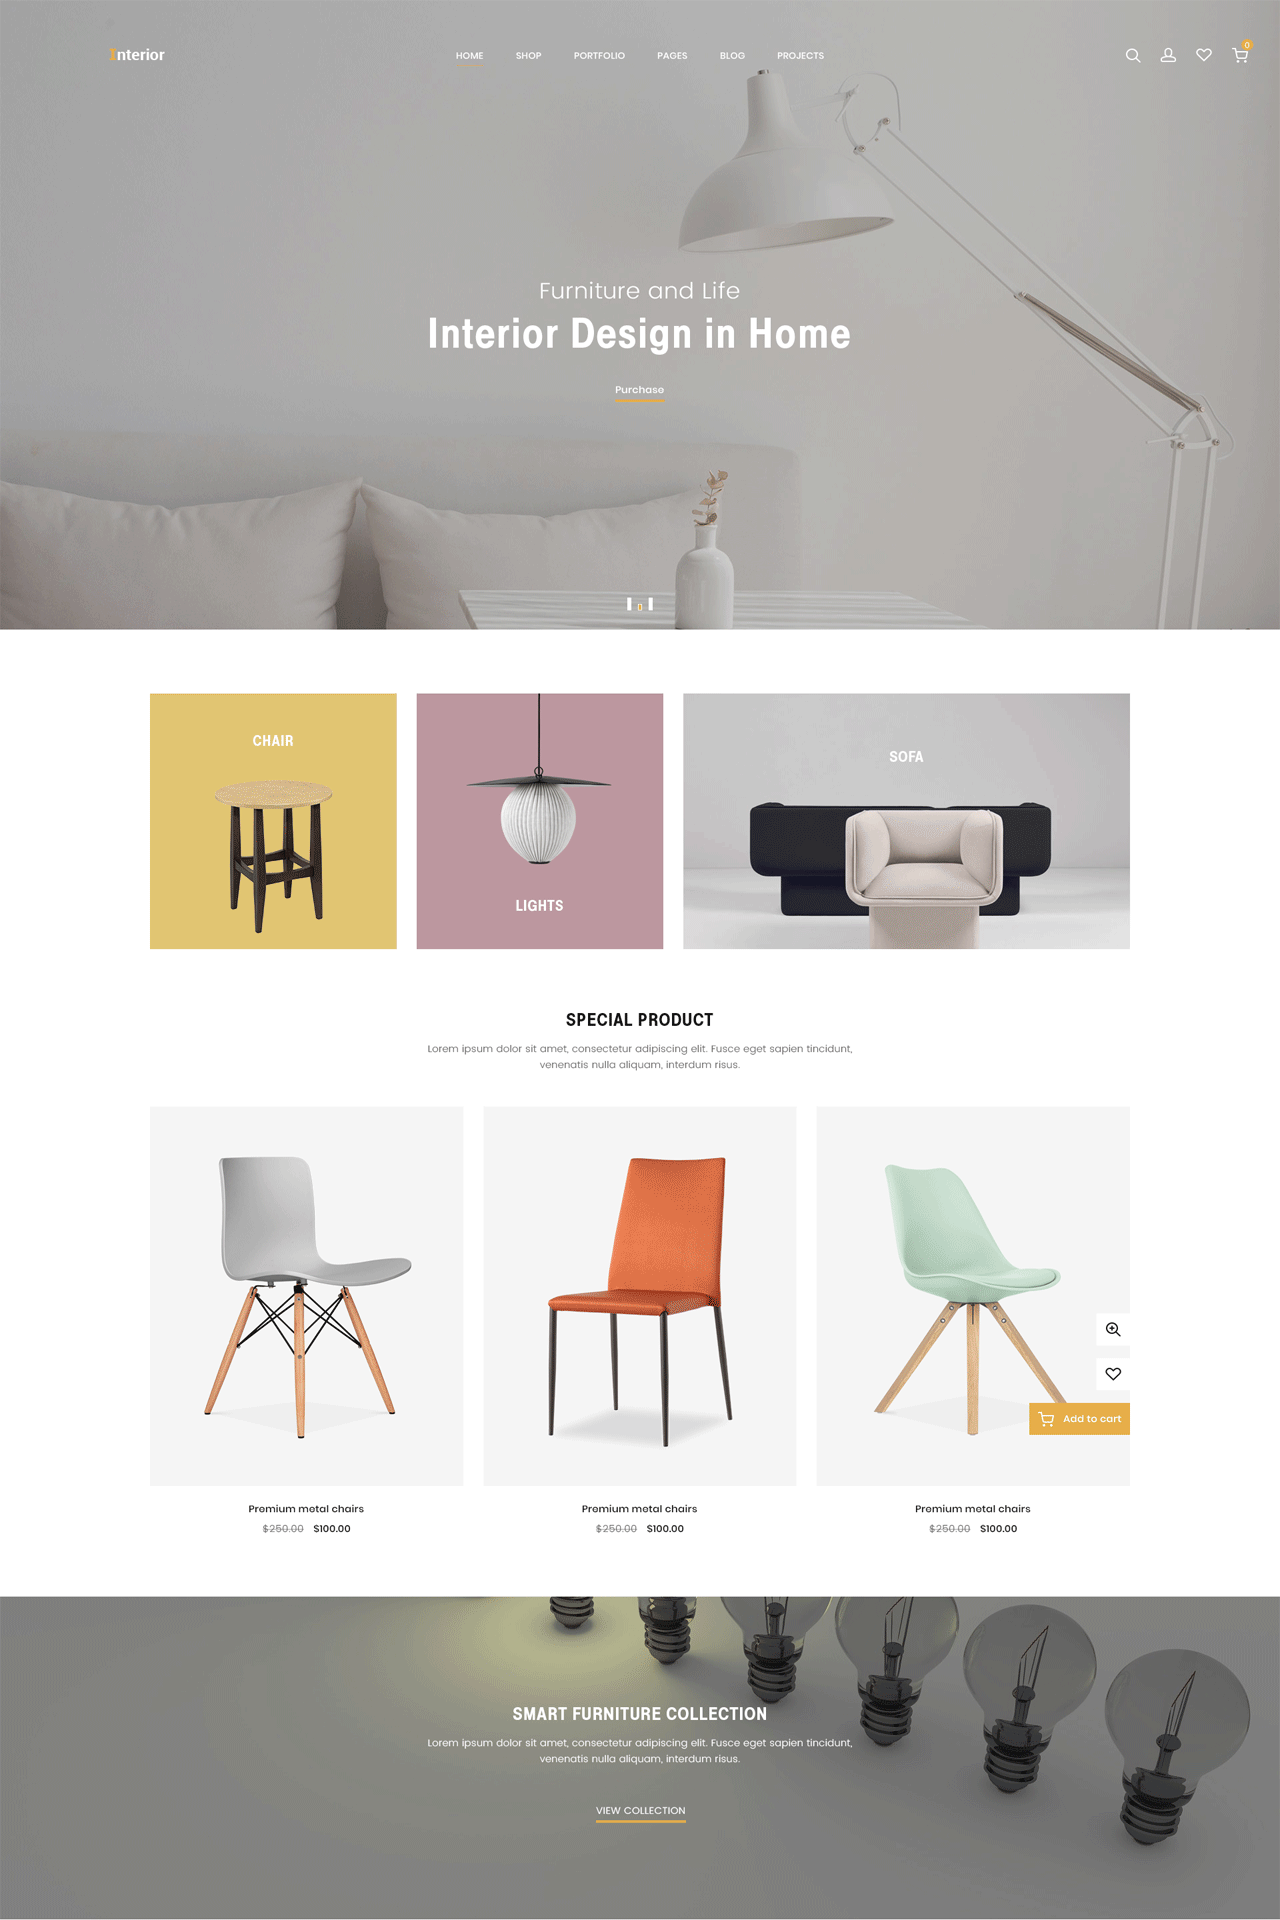 Interior
HOME SHOP PORTFOLIO PAGES BLOG PROJECTS
0
Furniture and Life
Interior Design in Home
Purchase
CHAIR
LIGHTS
SOFA
SPECIAL PRODUCT
Lorem ipsum dolor sit amet, consectetur adipiscing elit. Fusce eget sapien tincidunt,
venenatis nulla aliquam, interdum risus.
Add to cart
Premium metal chairs
$250.00 $100.00
Premium metal chairs
$250.00 $100.00
Premium metal chairs
$250.00 $100.00
SMART FURNITURE COLLECTION
Lorem ipsum dolor sit amet, consectetur adipiscing elit. Fusce eget sapien tincidunt,
venenatis nulla aliquam, interdum risus.
VIEW COLLECTION